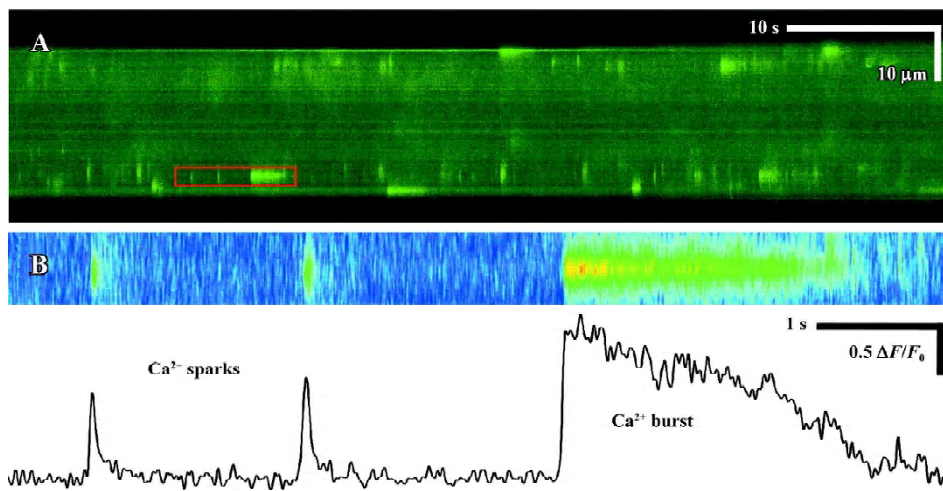 A
10 s
10 μm
B
1 s
0.5 ΔF/F₀
Ca²⁺ sparks
Ca²⁺ burst